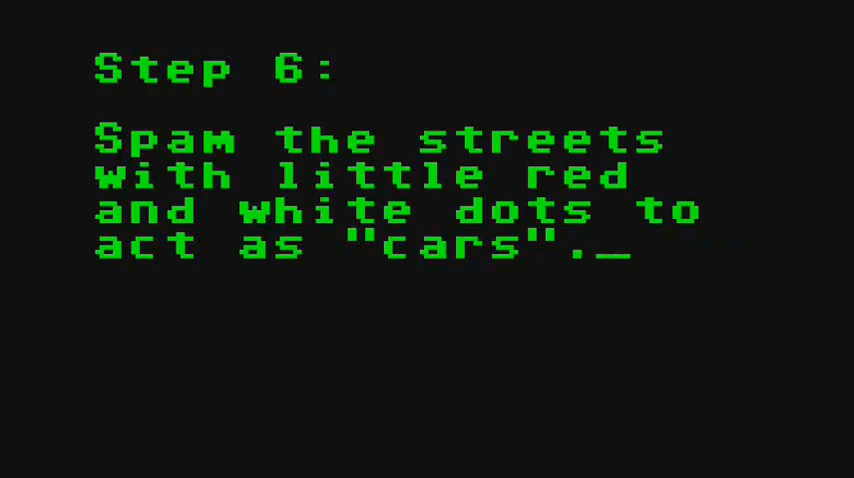 Step 6:
Spam the streets
with little red
and white dots to
act as "cars"._